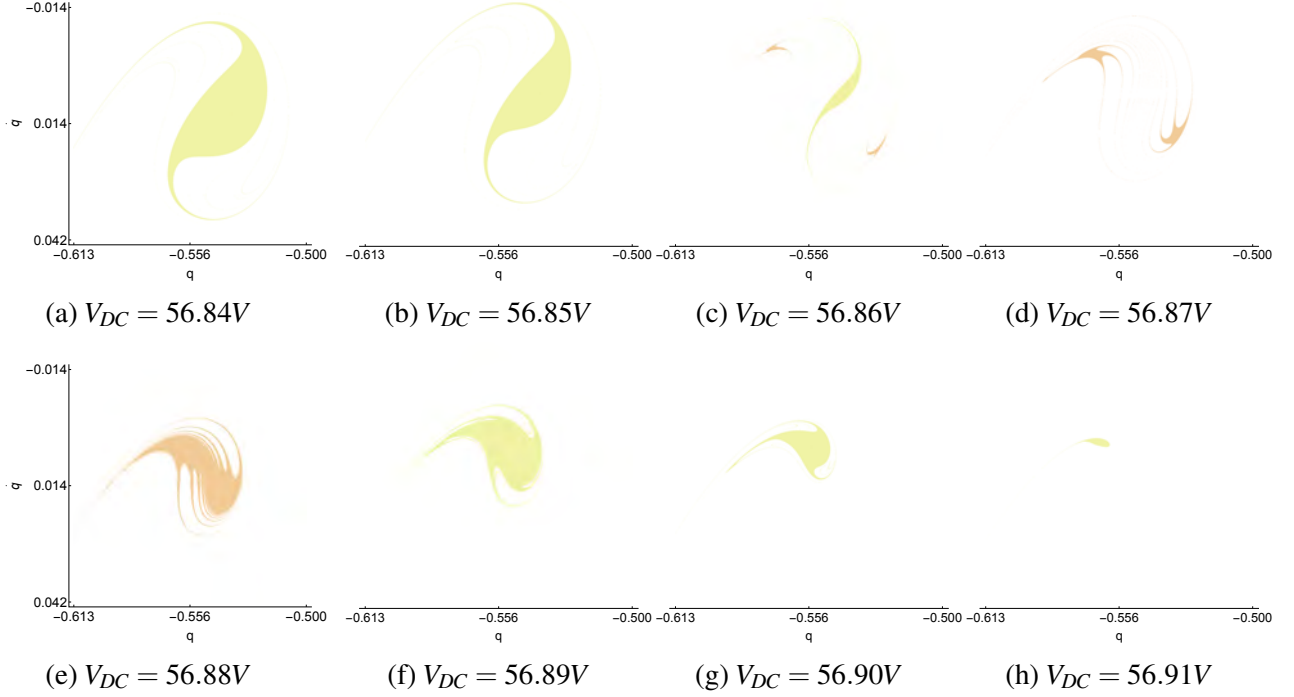 -0.014
0.014
0.042
q̇
-0.613 -0.556 -0.500
q
-0.613 -0.556 -0.500
q
-0.613 -0.556 -0.500
q
-0.613 -0.556 -0.500
q
(a) V_DC = 56.84V (b) V_DC = 56.85V (c) V_DC = 56.86V (d) V_DC = 56.87V
-0.014
0.014
0.042
q̇
-0.613 -0.556 -0.500
q
-0.613 -0.556 -0.500
q
-0.613 -0.556 -0.500
q
-0.613 -0.556 -0.500
q
(e) V_DC = 56.88V (f) V_DC = 56.89V (g) V_DC = 56.90V (h) V_DC = 56.91V